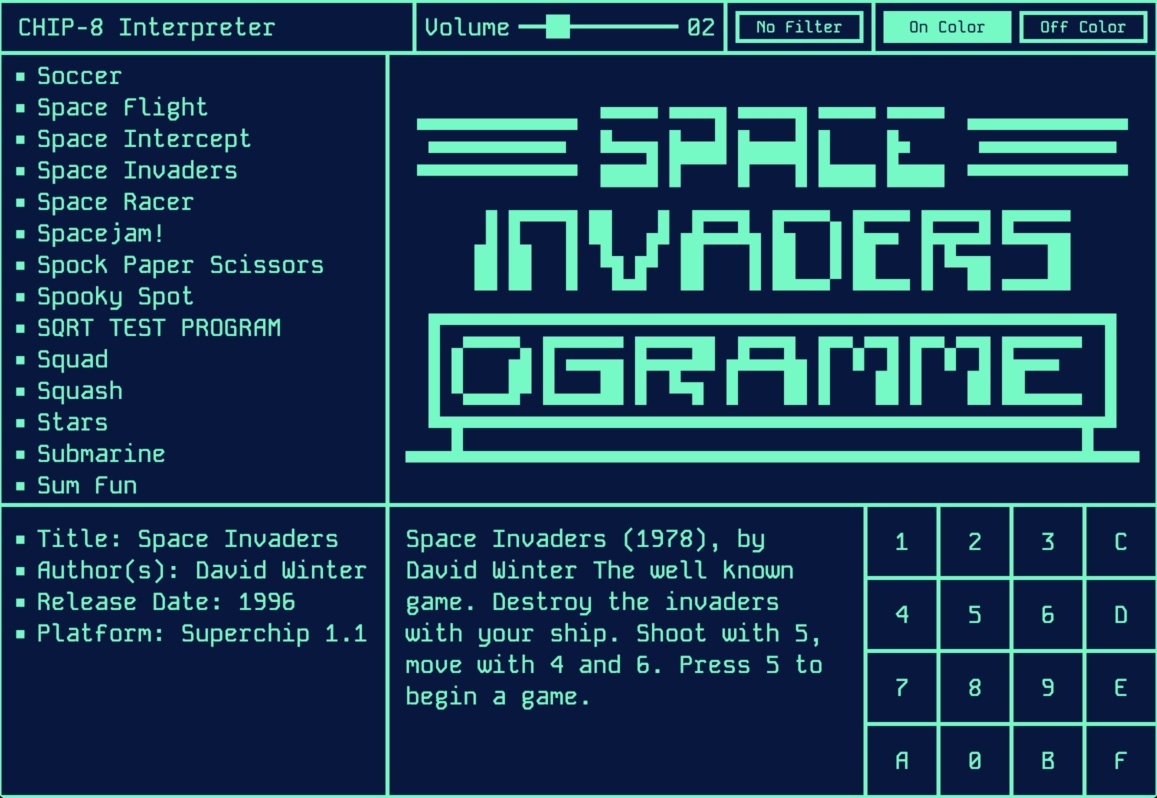 CHIP-8 Interpreter
Volume 02
No Filter
On Color
Off Color
Soccer
Space Flight
Space Intercept
Space Invaders
Space Racer
Spacejam!
Spock Paper Scissors
Spooky Spot
SQRT TEST PROGRAM
Squad
Squash
Stars
Submarine
Sum Fun
SPACE
INVADERS
OGRAMME
Title: Space Invaders
Author(s): David Winter
Release Date: 1996
Platform: Superchip 1.1
Space Invaders (1978), by
David Winter The well known
game. Destroy the invaders
with your ship. Shoot with 5,
move with 4 and 6. Press 5 to
begin a game.
1 2 3 C
4 5 6 D
7 8 9 E
A 0 B F